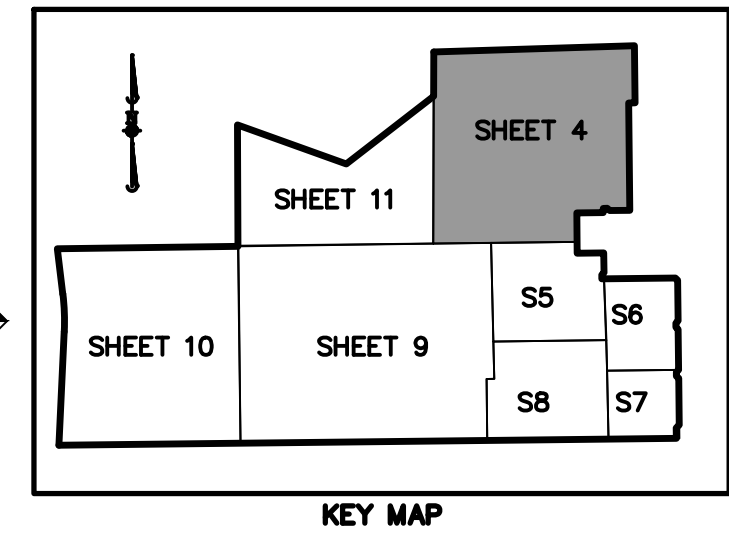 SHEET 4
N
SHEET 11
S5
S6
SHEET 10
SHEET 9
S8
S7
KEY MAP